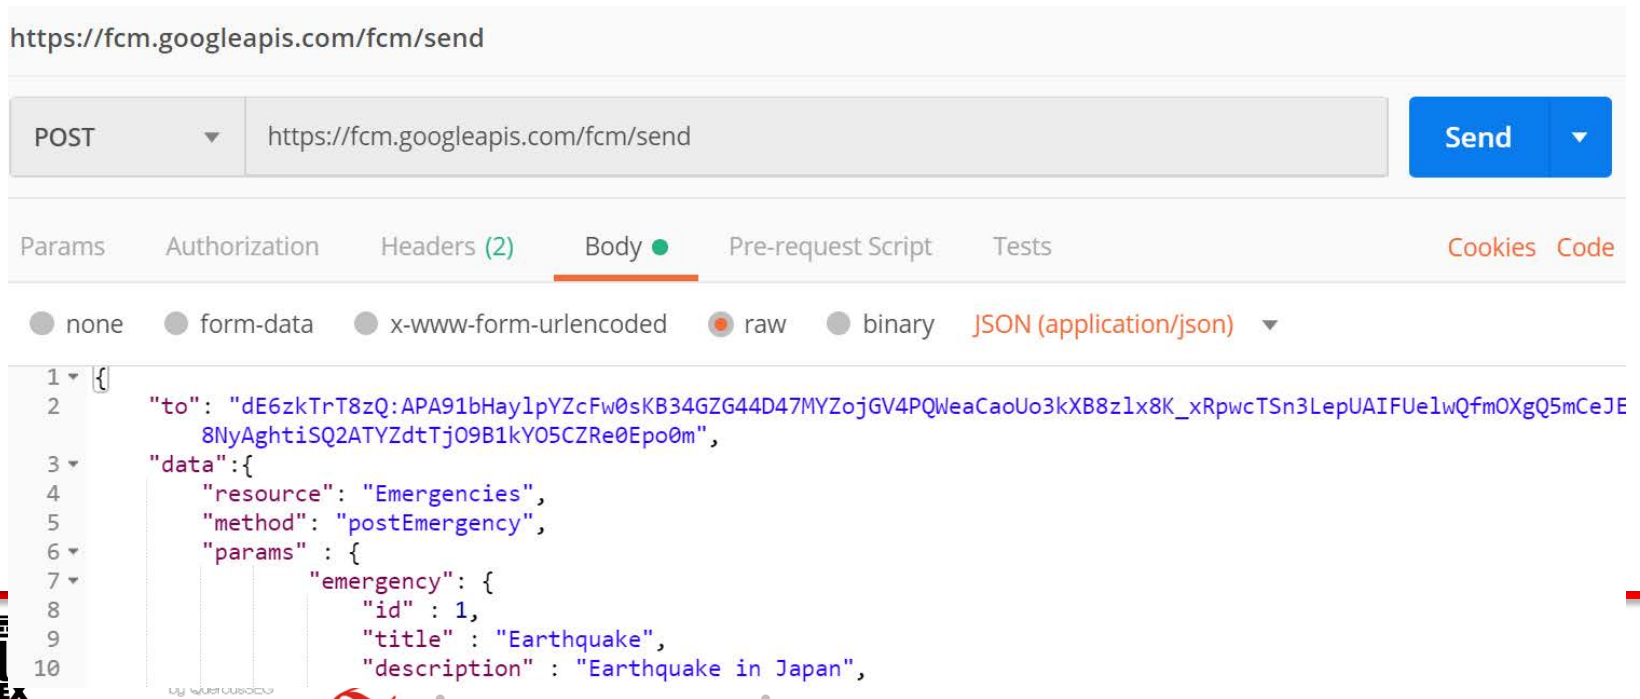 https://fcm.googleapis.com/fcm/send
POST https://fcm.googleapis.com/fcm/send Send
Params Authorization Headers (2) Body Pre-request Script Tests Cookies Code
none form-data x-www-form-urlencoded raw binary JSON (application/json)
1 {
2 "to": "dE6zkTrT8zQ:APA91bHaylpYZcFw0sKB34GZG44D47MYZojGV4PQWeaCaoUo3kXB8zlx8K_xRpwcTSn3LepUAIFUelwQfmOXgQ5mCeJE
8NyAghtiSQ2ATYZdtTjO9B1kYO5CZRe0Epo0m",
3 "data":{
4 "resource": "Emergencies",
5 "method": "postEmergency",
6 "params" : {
7 "emergency": {
8 "id" : 1,
9 "title" : "Earthquake",
10 "description" : "Earthquake in Japan",